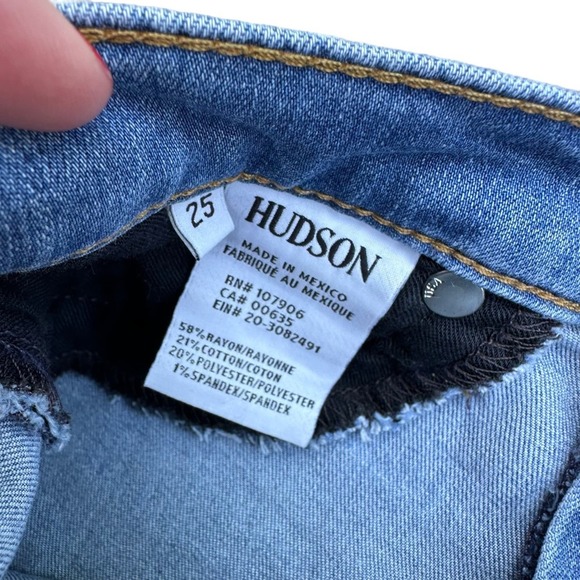 25
HUDSON
MADE IN MEXICO
FABRIQUÉ AU MEXIQUE
RN# 107906
CA# 00635
EIN# 20-3082491
58%RAYON/RAYONNE
21%COTTON/COTON
20%POLYESTER/POLYESTER
1%SPANDEX/SPANDEX